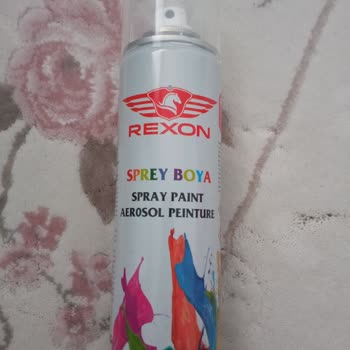 REXON
SPREY BOYA
SPRAY PAINT
AEROSOL PEINTURE